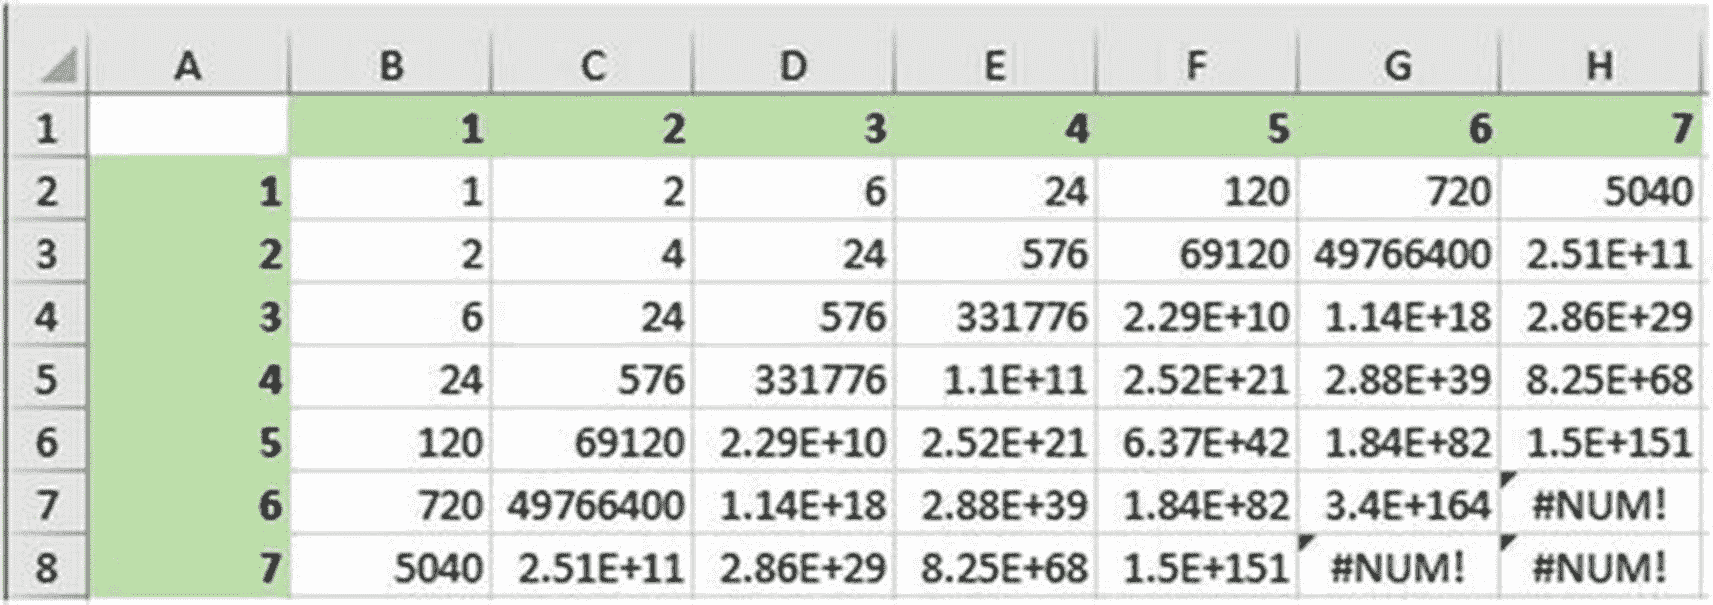 A B C D E F G H
1 1 2 3 4 5 6 7
2 1 1 2 6 24 120 720 5040
3 2 2 4 24 576 69120 49766400 2.51E+11
4 3 6 24 576 331776 2.29E+10 1.14E+18 2.86E+29
5 4 24 576 331776 1.1E+11 2.52E+21 2.88E+39 8.25E+68
6 5 120 69120 2.29E+10 2.52E+21 6.37E+42 1.84E+82 1.5E+151
7 6 720 49766400 1.14E+18 2.88E+39 1.84E+82 3.4E+164 #NUM!
8 7 5040 2.51E+11 2.86E+29 8.25E+68 1.5E+151 #NUM! #NUM!